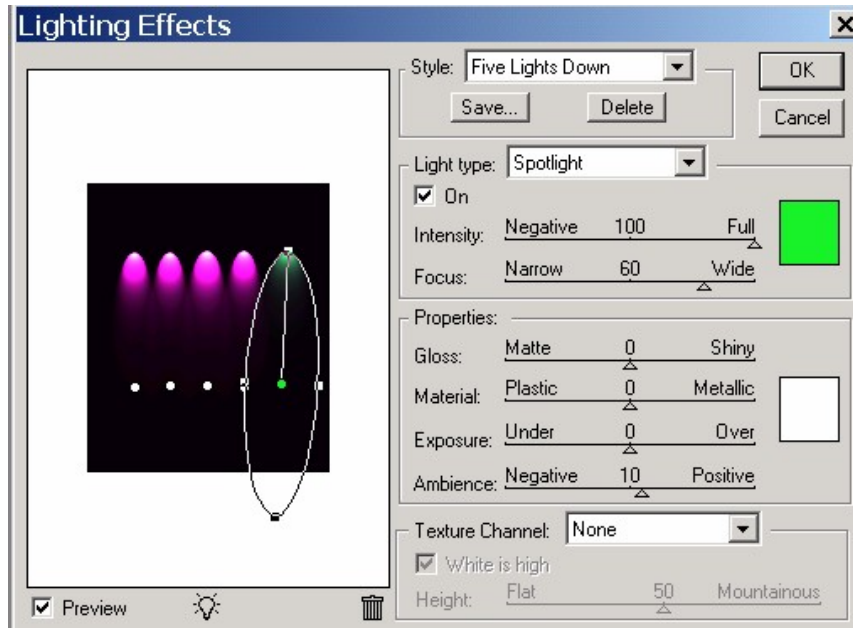 Lighting Effects
Style: Five Lights Down
OK
Save... Delete
Cancel
Light type: Spotlight
On
Intensity: Negative 100 Full
Focus: Narrow 60 Wide
Properties:
Gloss: Matte 0 Shiny
Material: Plastic 0 Metallic
Exposure: Under 0 Over
Ambience: Negative 10 Positive
Texture Channel: None
White is high
Height: Flat 50 Mountainous
Preview